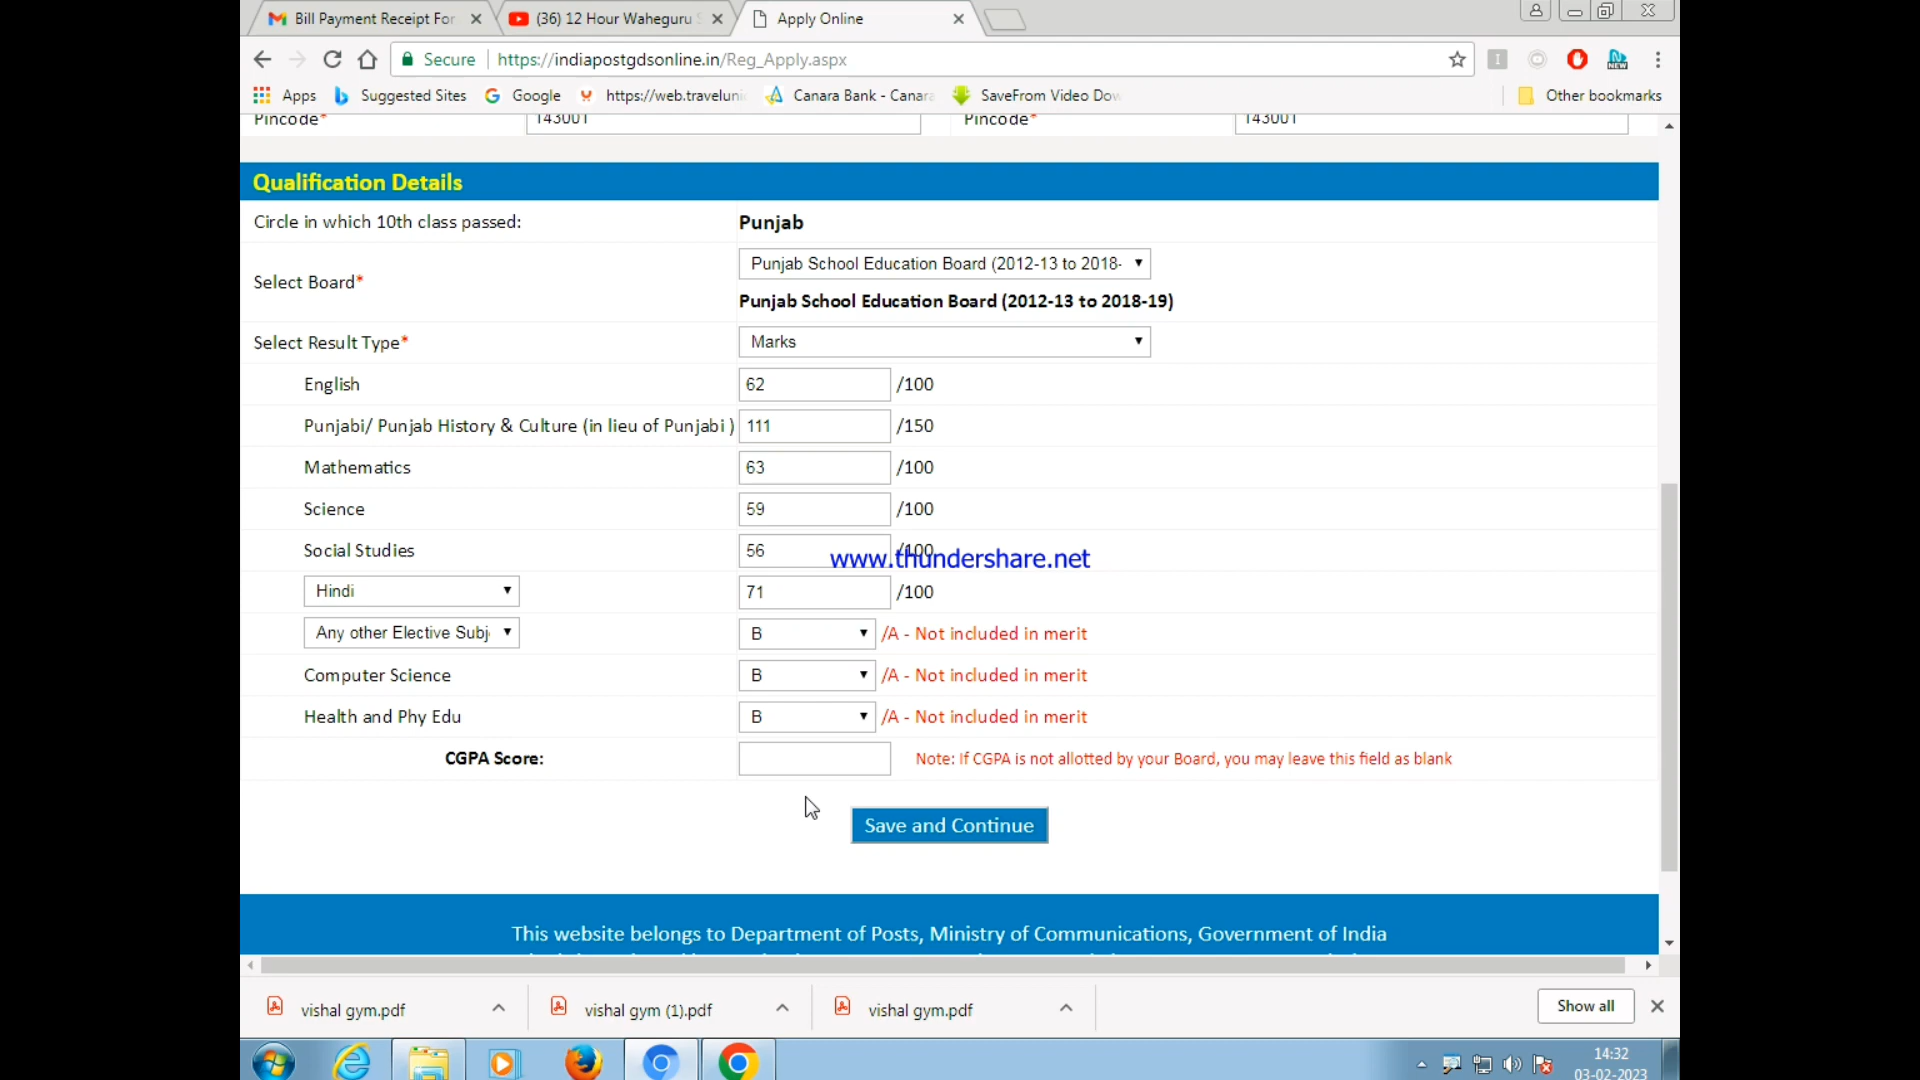 Bill Payment Receipt For
(36) 12 Hour Waheguru S
Apply Online
Secure
https://indiapostgdsonline.in/Reg_Apply.aspx
NEW
Apps
Suggested Sites
Google
https://web.traveluni
Canara Bank - Canara
SaveFrom Video Dow
Other bookmarks
Pincode* 143001 Pincode* 143001
Qualification Details
Circle in which 10th class passed: Punjab
Select Board* Punjab School Education Board (2012-13 to 2018-
Punjab School Education Board (2012-13 to 2018-19)
Select Result Type* Marks
English 62 /100
Punjabi/ Punjab History & Culture (in lieu of Punjabi ) 111 /150
Mathematics 63 /100
Science 59 /100
Social Studies 56 /100
www.thundershare.net
Hindi 71 /100
Any other Elective Subj B /A - Not included in merit
Computer Science B /A - Not included in merit
Health and Phy Edu B /A - Not included in merit
CGPA Score: Note: If CGPA is not allotted by your Board, you may leave this field as blank
Save and Continue
This website belongs to Department of Posts, Ministry of Communications, Government of India
vishal gym.pdf
vishal gym (1).pdf
vishal gym.pdf
Show all
14:32
03-02-2023